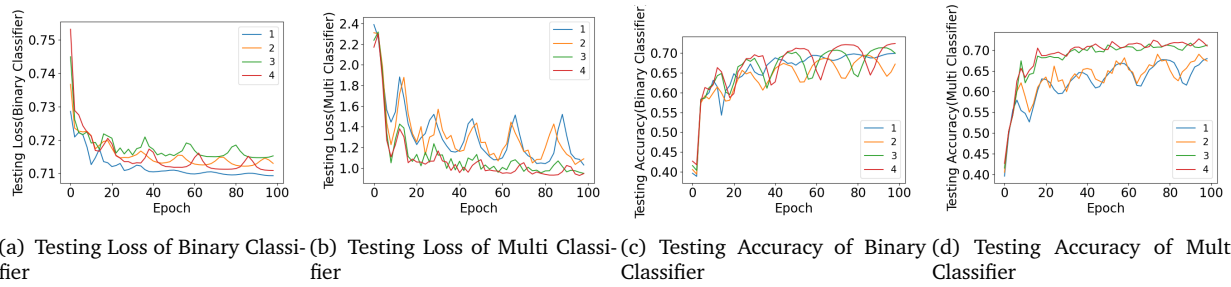 Testing Loss(Binary Classifier)
0.75
0.74
0.73
0.72
0.71
0 20 40 60 80 100
Epoch
1
2
3
4
Testing Loss(Multi Classifier)
2.4
2.2
2.0
1.8
1.6
1.4
1.2
1.0
0 20 40 60 80 100
Epoch
1
2
3
4
Testing Accuracy(Binary Classifier)
0.70
0.65
0.60
0.55
0.50
0.45
0.40
0 20 40 60 80 100
Epoch
1
2
3
4
Testing Accuracy(Multi Classifier)
0.70
0.65
0.60
0.55
0.50
0.45
0.40
0 20 40 60 80 100
Epoch
1
2
3
4
(a) Testing Loss of Binary Classi-
fier
(b) Testing Loss of Multi Classi-
fier
(c) Testing Accuracy of Binary
Classifier
(d) Testing Accuracy of Mult
Classifier